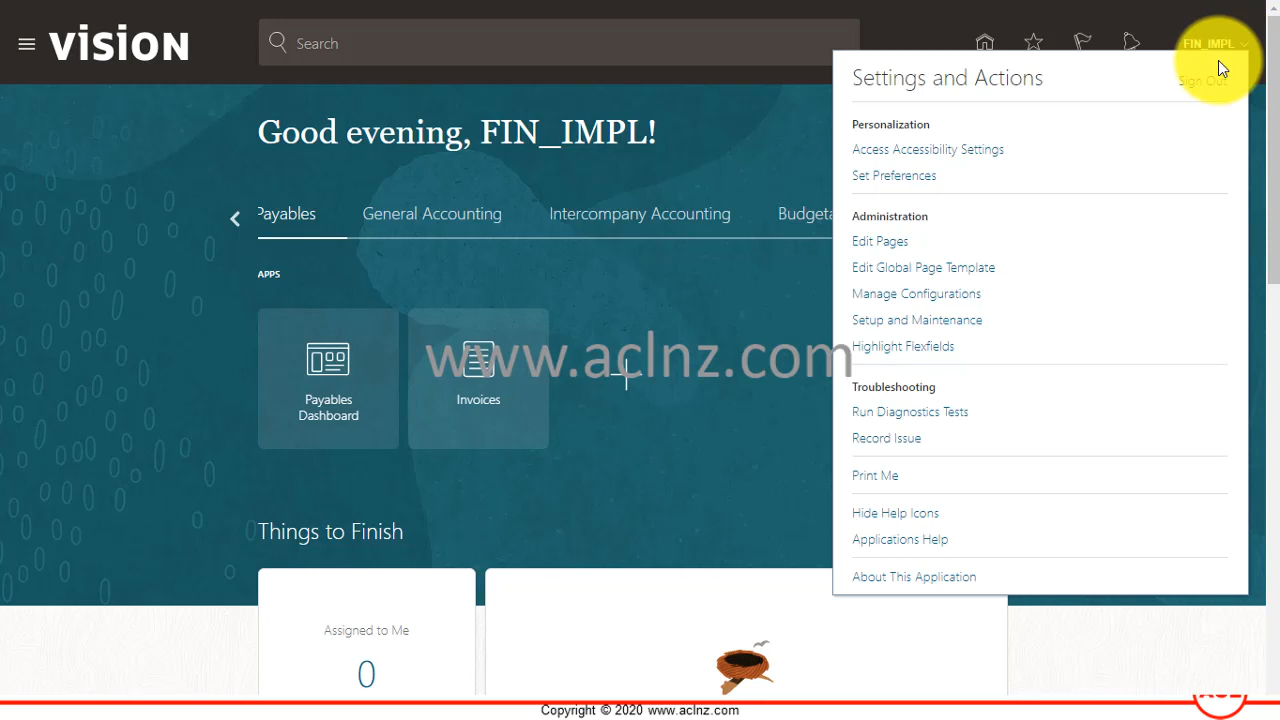 vision
Search
FIN_IMPL
Settings and Actions
Sign Out
Good evening, FIN_IMPL!
Personalization
Access Accessibility Settings
Set Preferences
Payables
General Accounting
Intercompany Accounting
Administration
Edit Pages
Edit Global Page Template
Manage Configurations
Setup and Maintenance
Highlight Flexfields
APPS
Payables
Dashboard
Invoices
www.aclnz.com
Troubleshooting
Run Diagnostics Tests
Record Issue
Print Me
Hide Help Icons
Applications Help
About This Application
Things to Finish
Assigned to Me
0
Copyright © 2020 www.aclnz.com